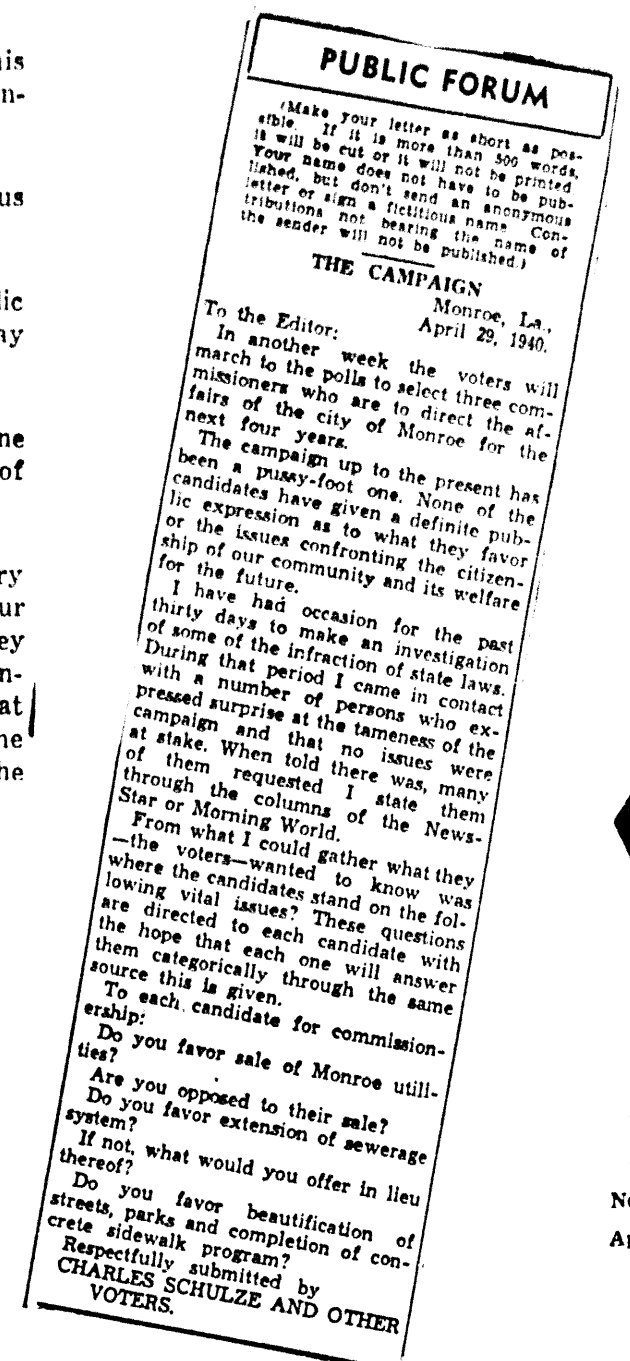 his
n-
us
lic
ay
ne
of
ry
ur
ey
n-
at
he
he
PUBLIC FORUM
(Make your letter as short as pos-
sible. If it is more than 500 words,
it will be cut or it will not be printed.
Your name does not have to be pub-
lished, but don't send an anonymous
letter or sign a fictitious name. Con-
tributions not bearing the name of
the sender will not be published.)
THE CAMPAIGN
Monroe, La.,
April 29, 1940.
To the Editor:
In another week the voters will
march to the polls to select three com-
missioners who are to direct the af-
fairs of the city of Monroe for the
next four years.
The campaign up to the present has
been a pussy-foot one. None of the
candidates have given a definite pub-
lic expression as to what they favor
or the issues confronting the citizen-
ship of our community and its welfare
for the future.
I have had occasion for the past
thirty days to make an investigation
of some of the infraction of state laws.
During that period I came in contact
with a number of persons who ex-
pressed surprise at the tameness of the
campaign and that no issues were
at stake. When told there was, many
of them requested I state them
through the columns of the News-
Star or Morning World.
From what I could gather what they
—the voters—wanted to know was
where the candidates stand on the fol-
lowing vital issues? These questions
are directed to each candidate with
the hope that each one will answer
them categorically through the same
source this is given.
To each candidate for commission-
ership:
Do you favor sale of Monroe utili-
ties?
Are you opposed to their sale?
Do you favor extension of sewerage
system?
If not, what would you offer in lieu
thereof?
Do you favor beautification of
streets, parks and completion of con-
crete sidewalk program?
Respectfully submitted by
CHARLES SCHULZE AND OTHER
VOTERS.